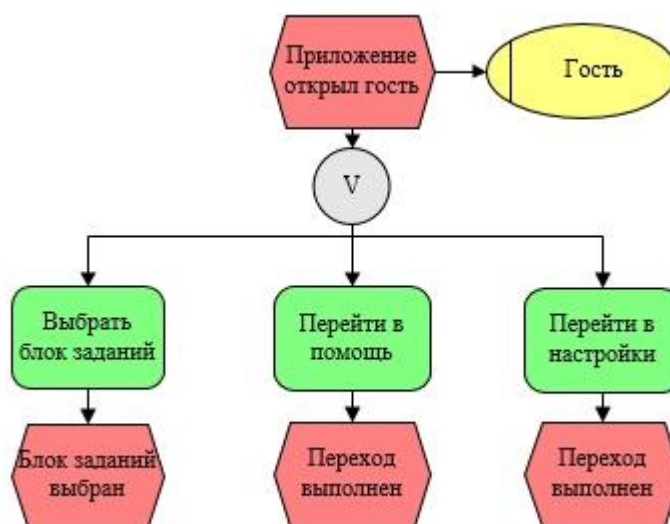 Приложение
открыл гость
Гость
V
Выбрать
блок заданий
Перейти в
помощь
Перейти в
настройки
Блок заданий
выбран
Переход
выполнен
Переход
выполнен